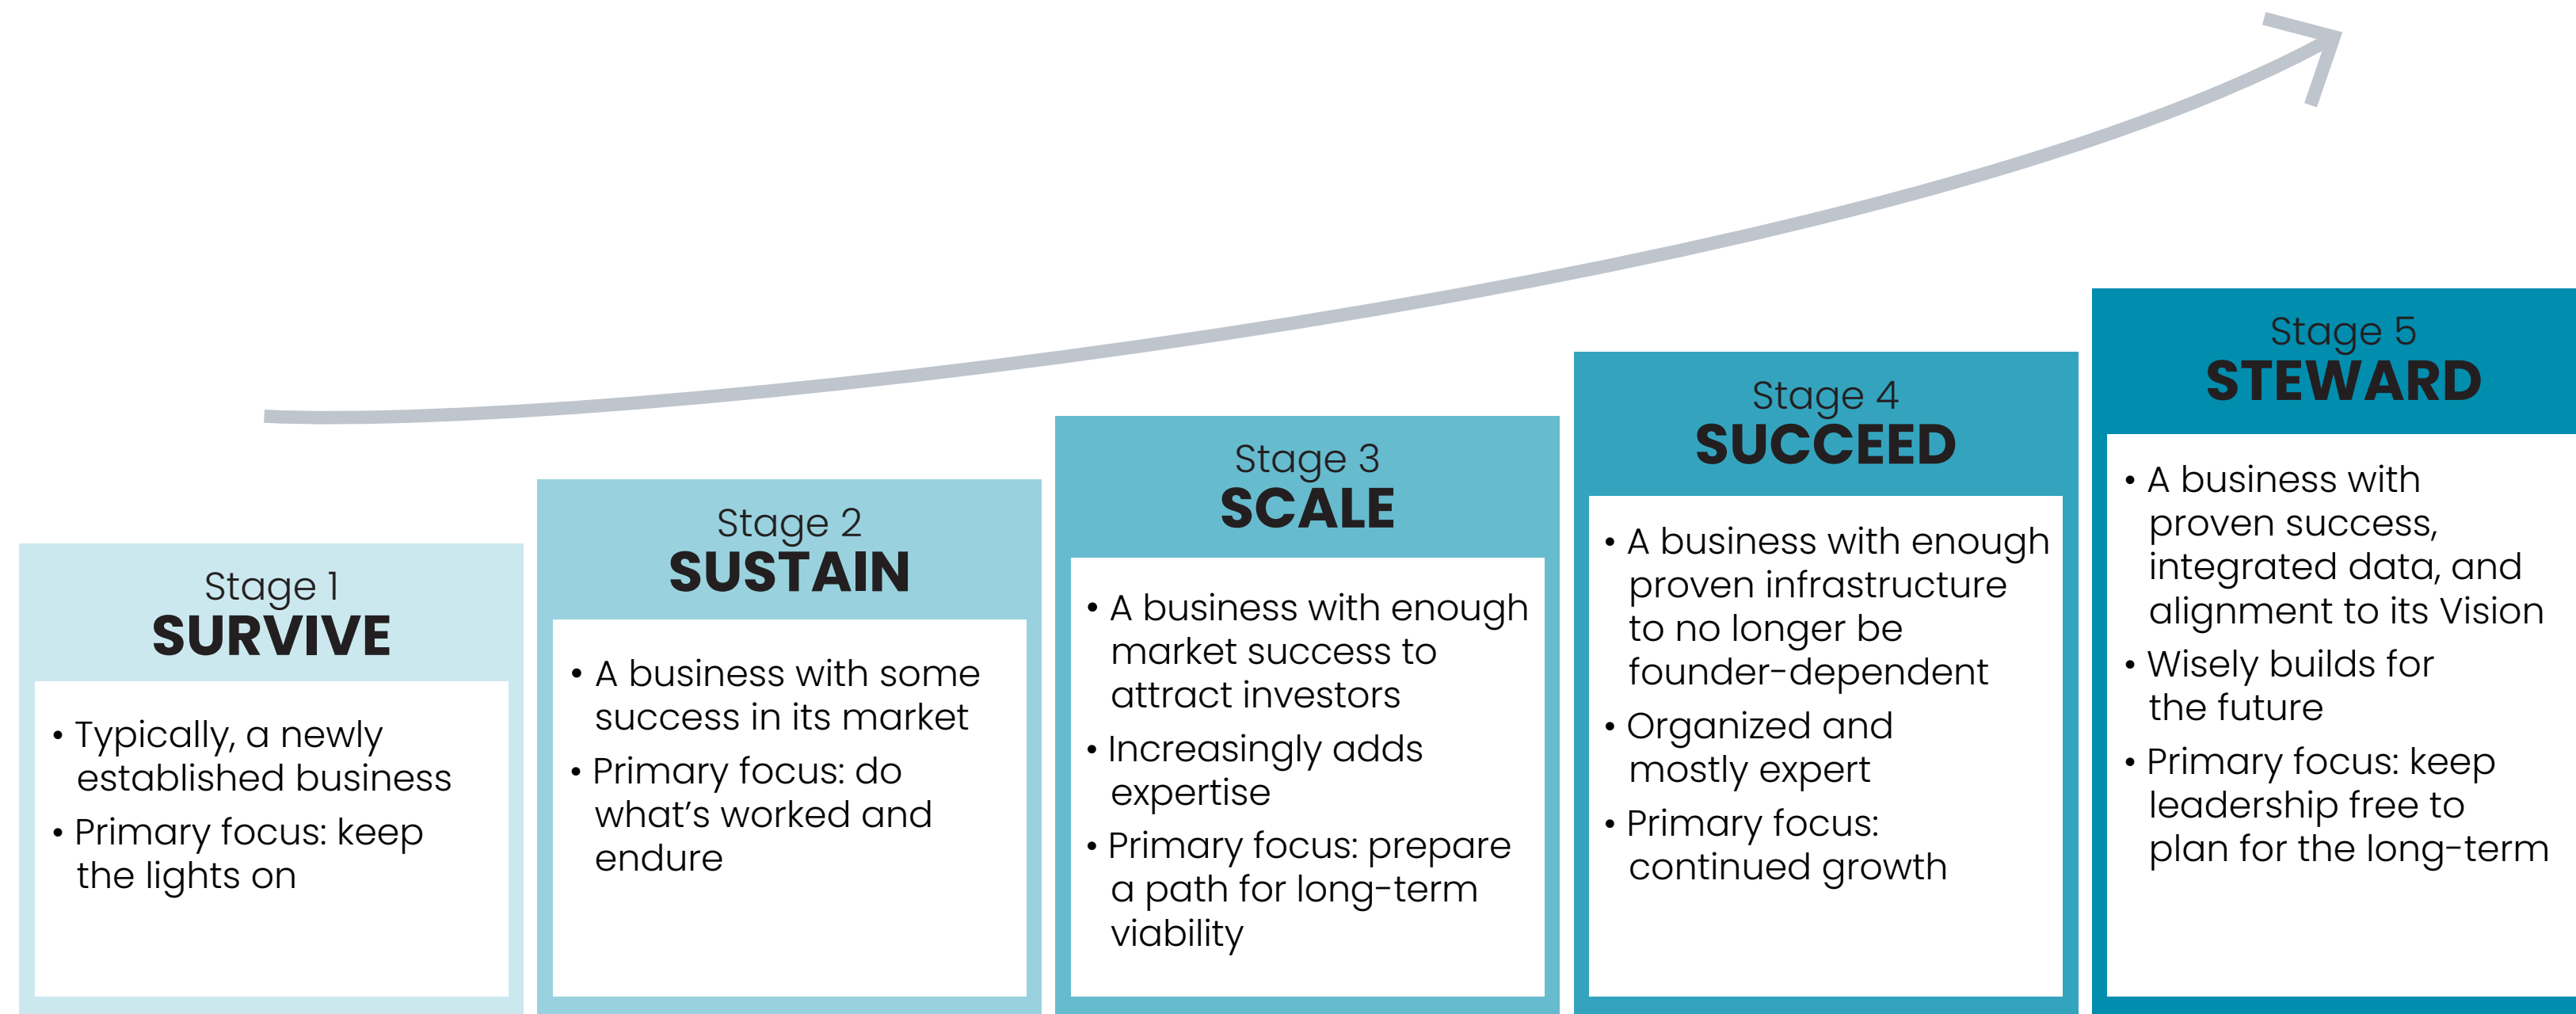 Stage 1
SURVIVE
• Typically, a newly
established business
• Primary focus: keep
the lights on
Stage 2
SUSTAIN
• A business with some
success in its market
• Primary focus: do
what’s worked and
endure
Stage 3
SCALE
• A business with enough
market success to
attract investors
• Increasingly adds
expertise
• Primary focus: prepare
a path for long-term
viability
Stage 4
SUCCEED
• A business with enough
proven infrastructure
to no longer be
founder-dependent
• Organized and
mostly expert
• Primary focus:
continued growth
Stage 5
STEWARD
• A business with
proven success,
integrated data, and
alignment to its Vision
• Wisely builds for
the future
• Primary focus: keep
leadership free to
plan for the long-term